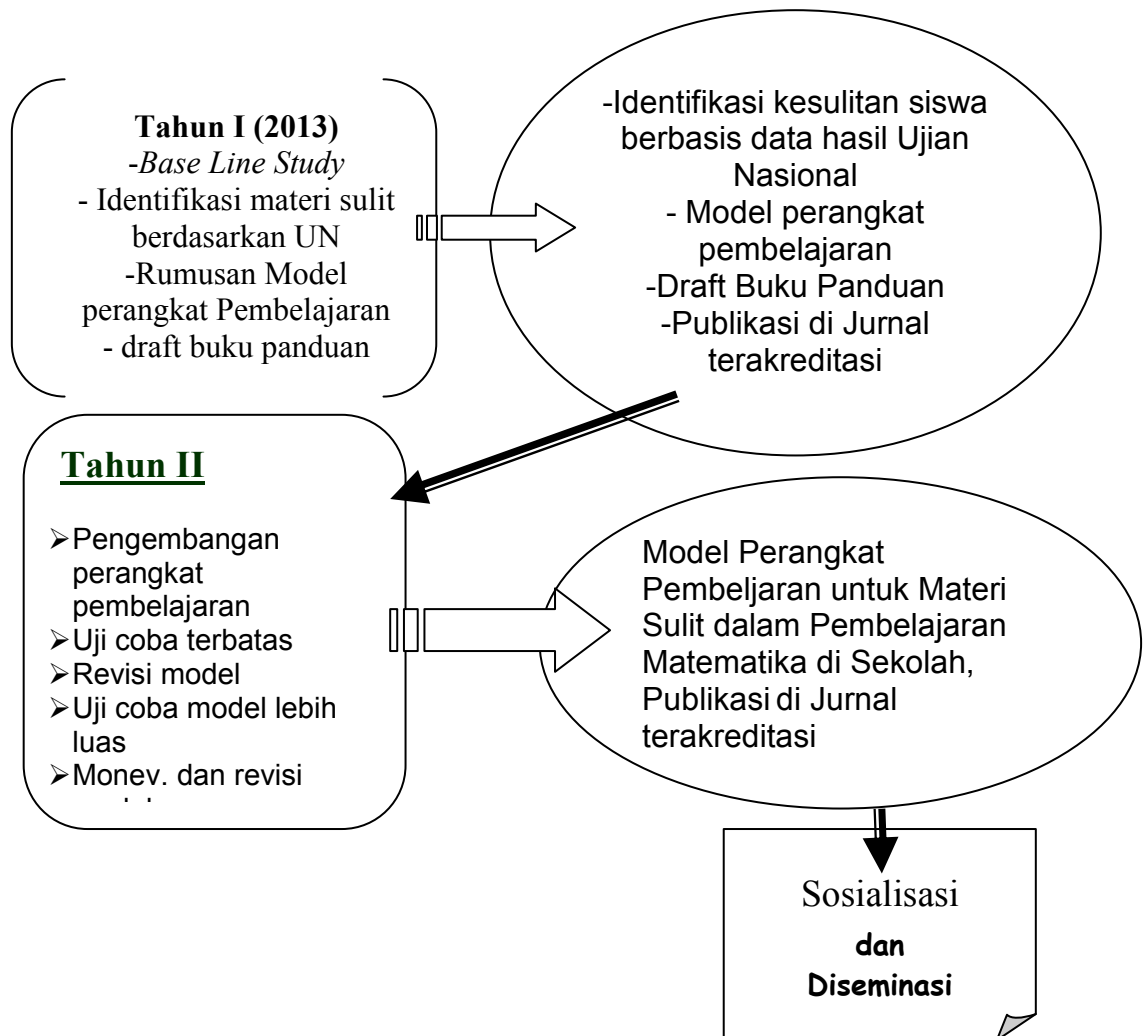 Tahun I (2013)
-Base Line Study
- Identifikasi materi sulit
berdasarkan UN
-Rumusan Model
perangkat Pembelajaran
- draft buku panduan
-Identifikasi kesulitan siswa
berbasis data hasil Ujian
Nasional
- Model perangkat
pembelajaran
-Draft Buku Panduan
-Publikasi di Jurnal
terakreditasi
Tahun II
➢Pengembangan
perangkat
pembelajaran
➢Uji coba terbatas
➢Revisi model
➢Uji coba model lebih
luas
➢Monev. dan revisi
Model Perangkat
Pembeljaran untuk Materi
Sulit dalam Pembelajaran
Matematika di Sekolah,
Publikasi di Jurnal
terakreditasi
Sosialisasi
dan
Diseminasi